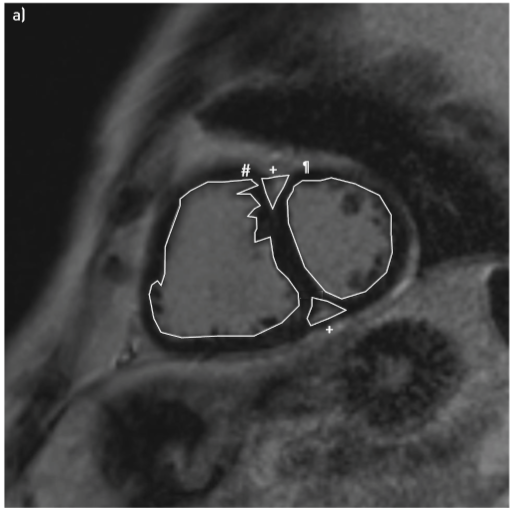 a)
# + ¶
+